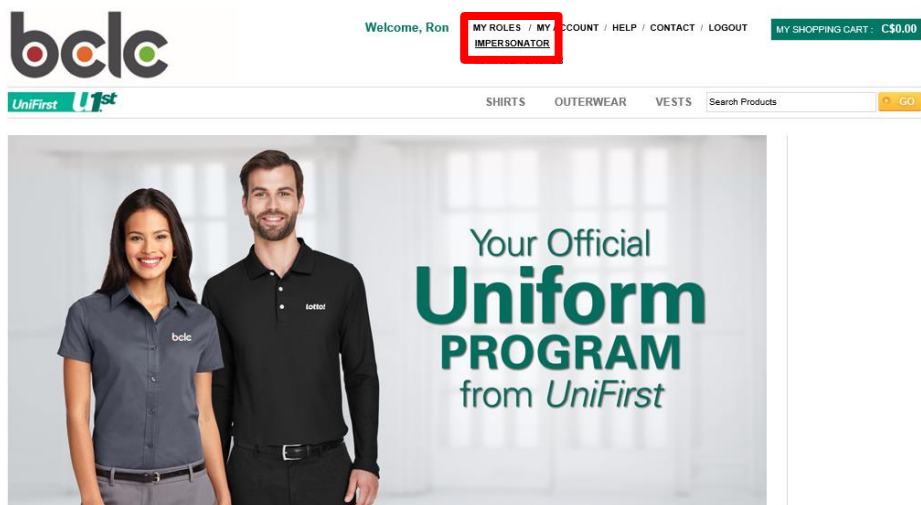 bclc
Welcome, Ron
MY ROLES / MY ACCOUNT / HELP / CONTACT / LOGOUT
IMPERSONATOR
MY SHOPPING CART : C$0.00
UniFirst U1st
SHIRTS OUTERWEAR VESTS
Search Products
GO
Your Official
Uniform
PROGRAM
from UniFirst
bclc
lotto!